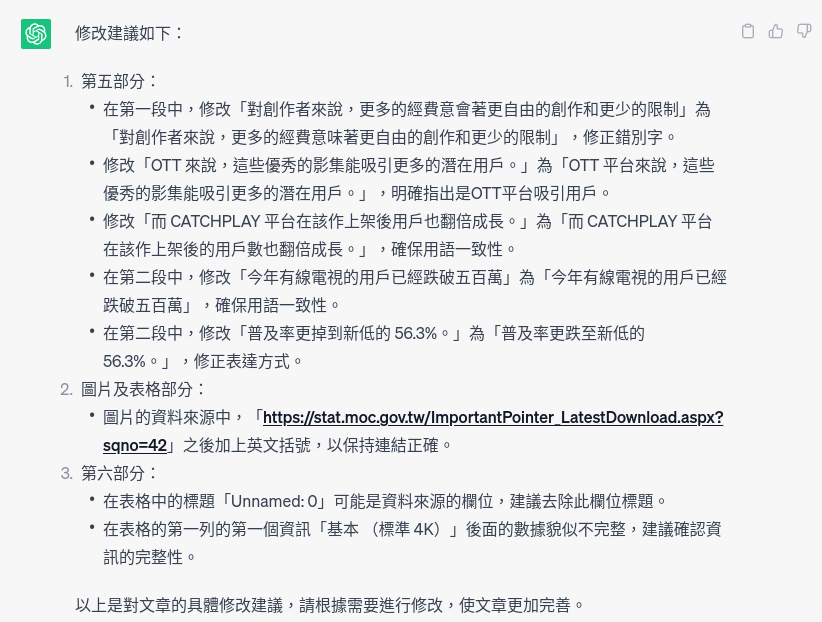 修改建議如下：
1. 第五部分：
• 在第一段中，修改「對創作者來說，更多的經費意會著更自由的創作和更少的限制」為
「對創作者來說，更多的經費意味著更自由的創作和更少的限制」，修正錯別字。
• 修改「OTT 來說，這些優秀的影集能吸引更多的潛在用戶。」為「OTT 平台來說，這些
優秀的影集能吸引更多的潛在用戶。」，明確指出是OTT平台吸引用戶。
• 修改「而 CATCHPLAY 平台在該作上架後用戶也翻倍成長。」為「而 CATCHPLAY 平台
在該作上架後的用戶數也翻倍成長。」，確保用語一致性。
• 在第二段中，修改「今年有線電視的用戶已經跌破五百萬」為「今年有線電視的用戶已經
跌破五百萬」，確保用語一致性。
• 在第二段中，修改「普及率更掉到新低的 56.3%。」為「普及率更跌至新低的
56.3%。」，修正表達方式。
2. 圖片及表格部分：
• 圖片的資料來源中，「https://stat.moc.gov.tw/ImportantPointer_LatestDownload.aspx?
sqno=42」之後加上英文括號，以保持連結正確。
3. 第六部分：
• 在表格中的標題「Unnamed: 0」可能是資料來源的欄位，建議去除此欄位標題。
• 在表格的第一列的第一個資訊「基本 （標準 4K）」後面的數據貌似不完整，建議確認資
訊的完整性。
以上是對文章的具體修改建議，請根據需要進行修改，使文章更加完善。